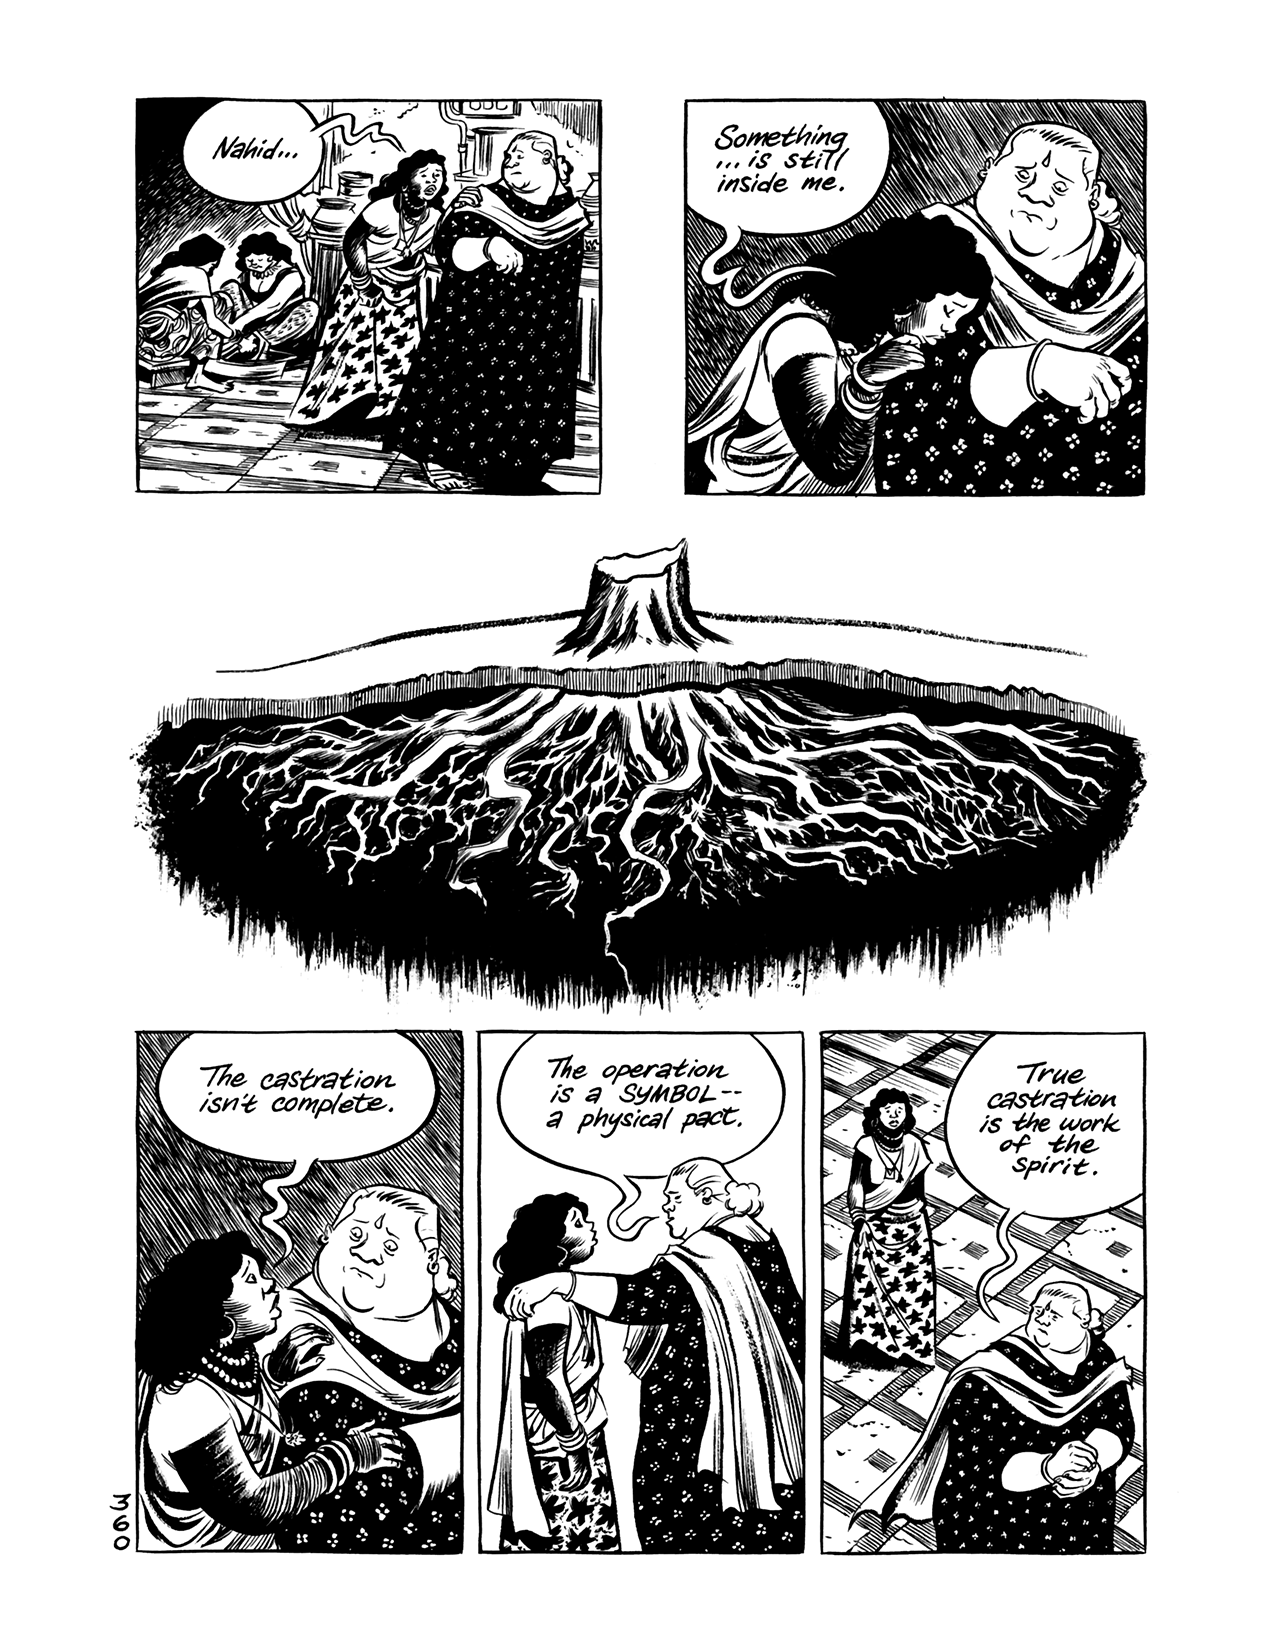 Nahid...
Something
... is still
inside me.
The castration
isn't complete.
The operation
is a SYMBOL--
a physical pact.
True
castration
is the work
of the
spirit.
360